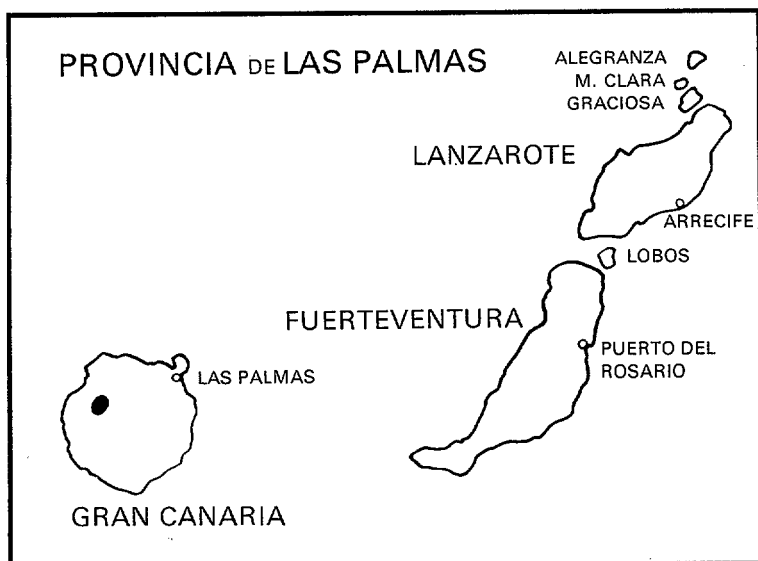 PROVINCIA DE LAS PALMAS
ALEGRANZA
M. CLARA
GRACIOSA
LANZAROTE
ARRECIFE
LOBOS
FUERTEVENTURA
PUERTO DEL
ROSARIO
LAS PALMAS
GRAN CANARIA